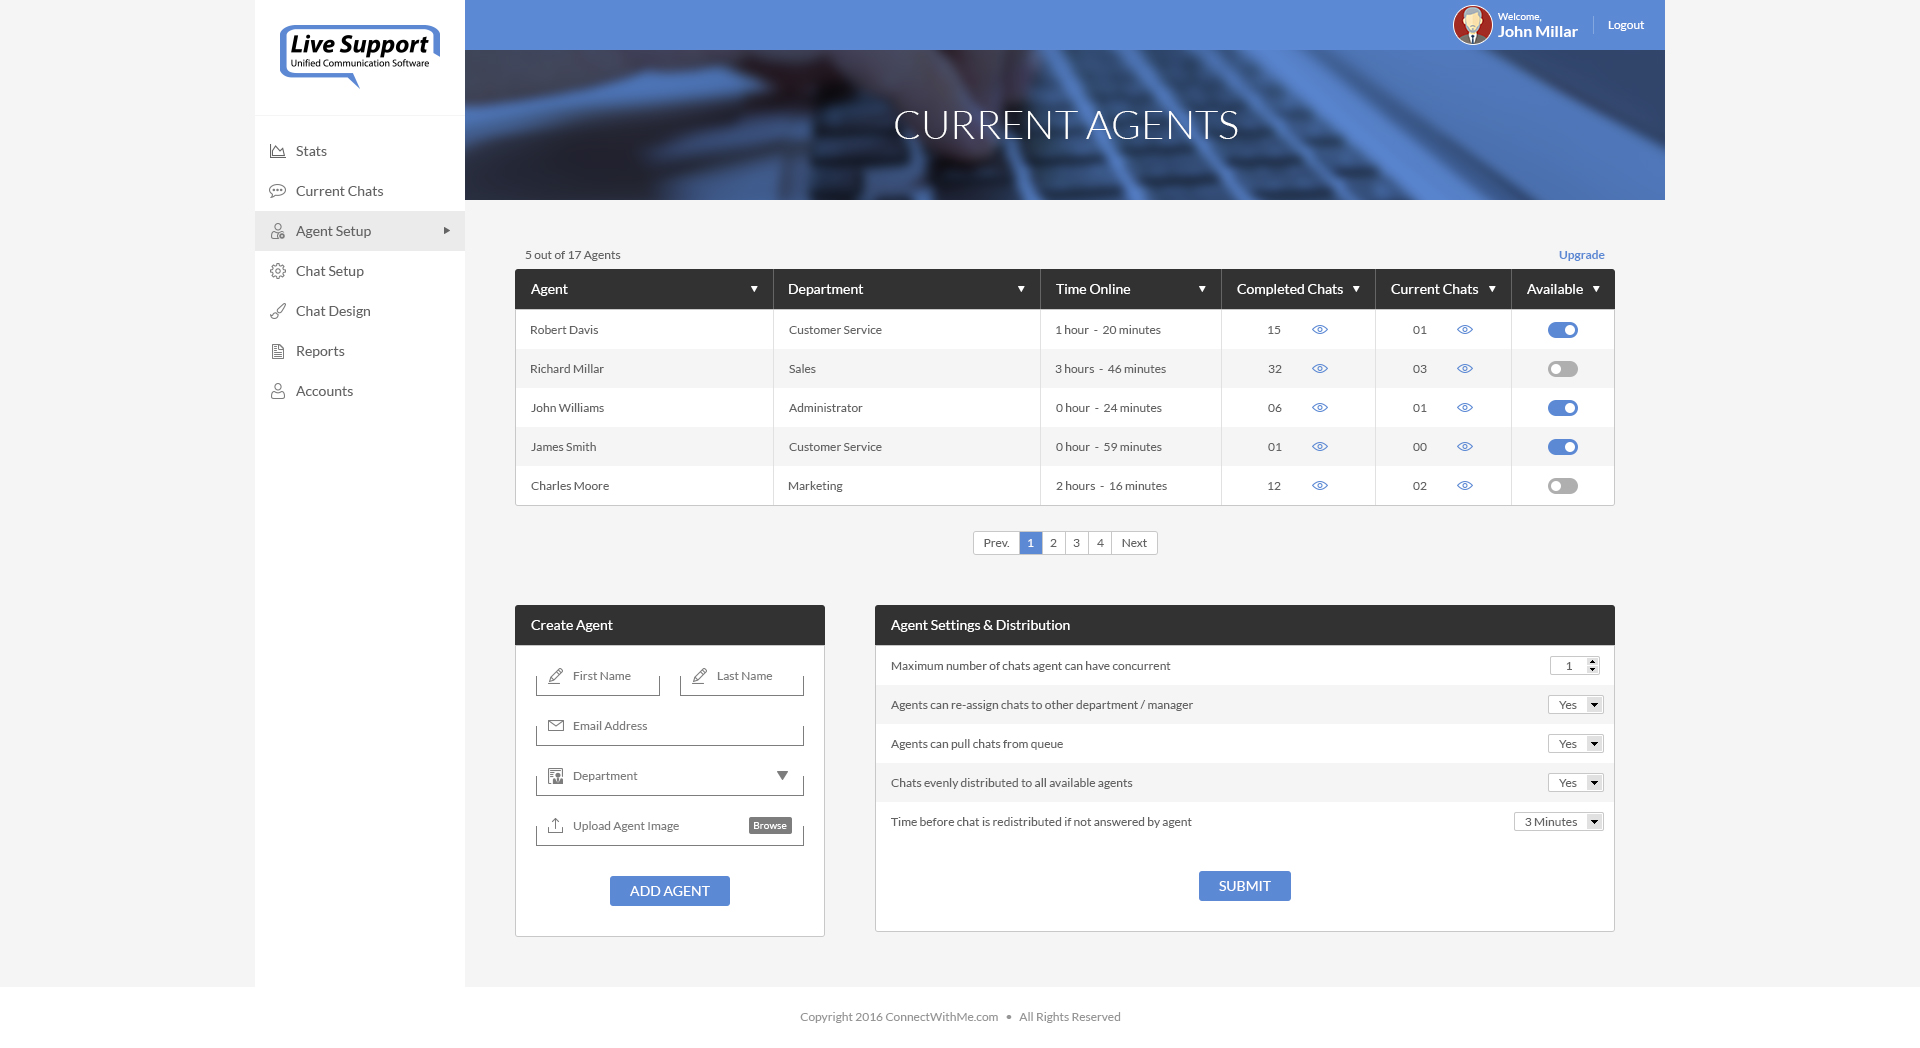 Live Support
Unified Communication Software
Welcome,
John Millar
Logout
CURRENT AGENTS
Stats
Current Chats
Agent Setup
Chat Setup
Chat Design
Reports
Accounts
5 out of 17 Agents
Upgrade
Agent Department Time Online Completed Chats Current Chats Available
Robert Davis Customer Service 1 hour - 20 minutes 15 01
Richard Millar Sales 3 hours - 46 minutes 32 03
John Williams Administrator 0 hour - 24 minutes 06 01
James Smith Customer Service 0 hour - 59 minutes 01 00
Charles Moore Marketing 2 hours - 16 minutes 12 02
Prev. 1 2 3 4 Next
Create Agent
First Name Last Name
Email Address
Department
Upload Agent Image Browse
ADD AGENT
Agent Settings & Distribution
Maximum number of chats agent can have concurrent 1
Agents can re-assign chats to other department / manager Yes
Agents can pull chats from queue Yes
Chats evenly distributed to all available agents Yes
Time before chat is redistributed if not answered by agent 3 Minutes
SUBMIT
Copyright 2016 ConnectWithMe.com • All Rights Reserved